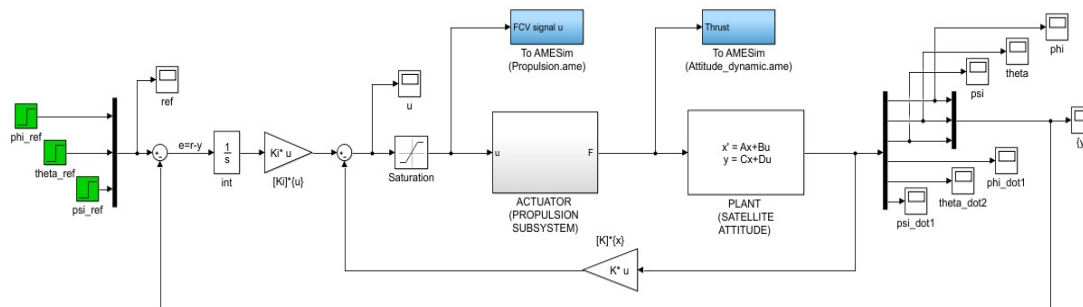 FCV signal u
To AMESim
(Propulsion.ame)
Thrust
To AMESim
(Attitude_dynamic.ame)
phi
theta
psi
ref
u
phi_ref
theta_ref
psi_ref
+
-
e=r-y
1
s
int
Ki* u
[Ki]*{u}
+
-
Saturation
u
F
ACTUATOR
(PROPULSION
SUBSYSTEM)
x' = Ax+Bu
y = Cx+Du
PLANT
(SATELLITE
ATTITUDE)
phi_dot1
theta_dot2
psi_dot1
[K]*{x}
K* u